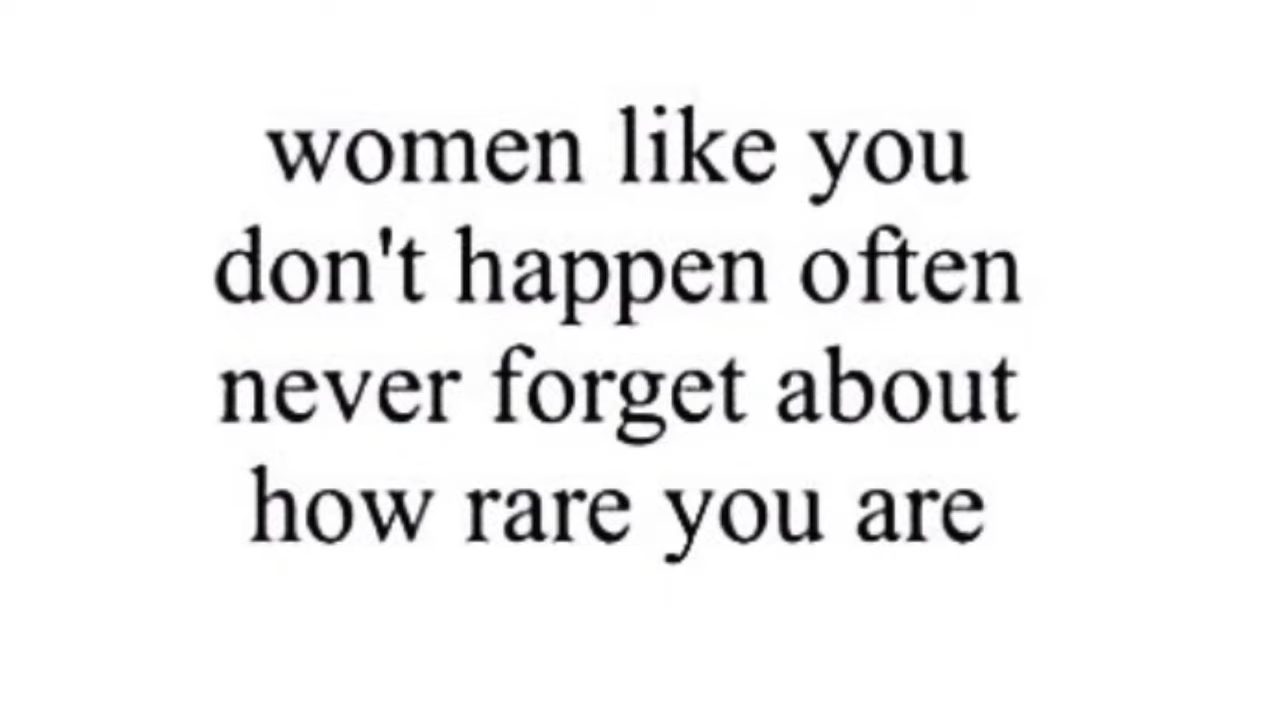 women like you
don't happen often
never forget about
how rare you are